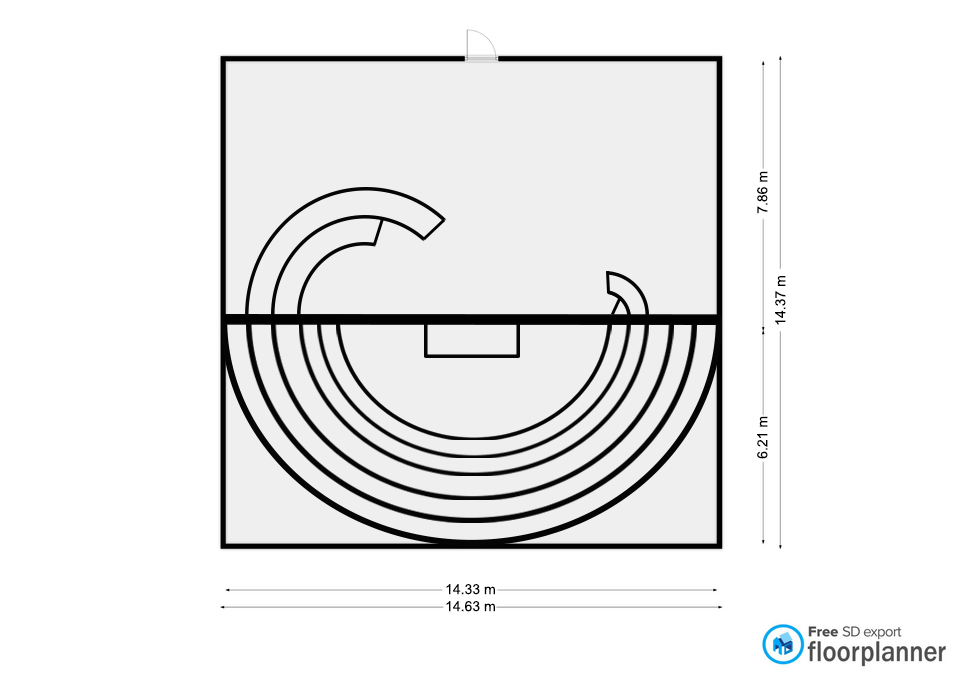 7.86 m
14.37 m
6.21 m
14.33 m
14.63 m
Free SD export
floorplanner